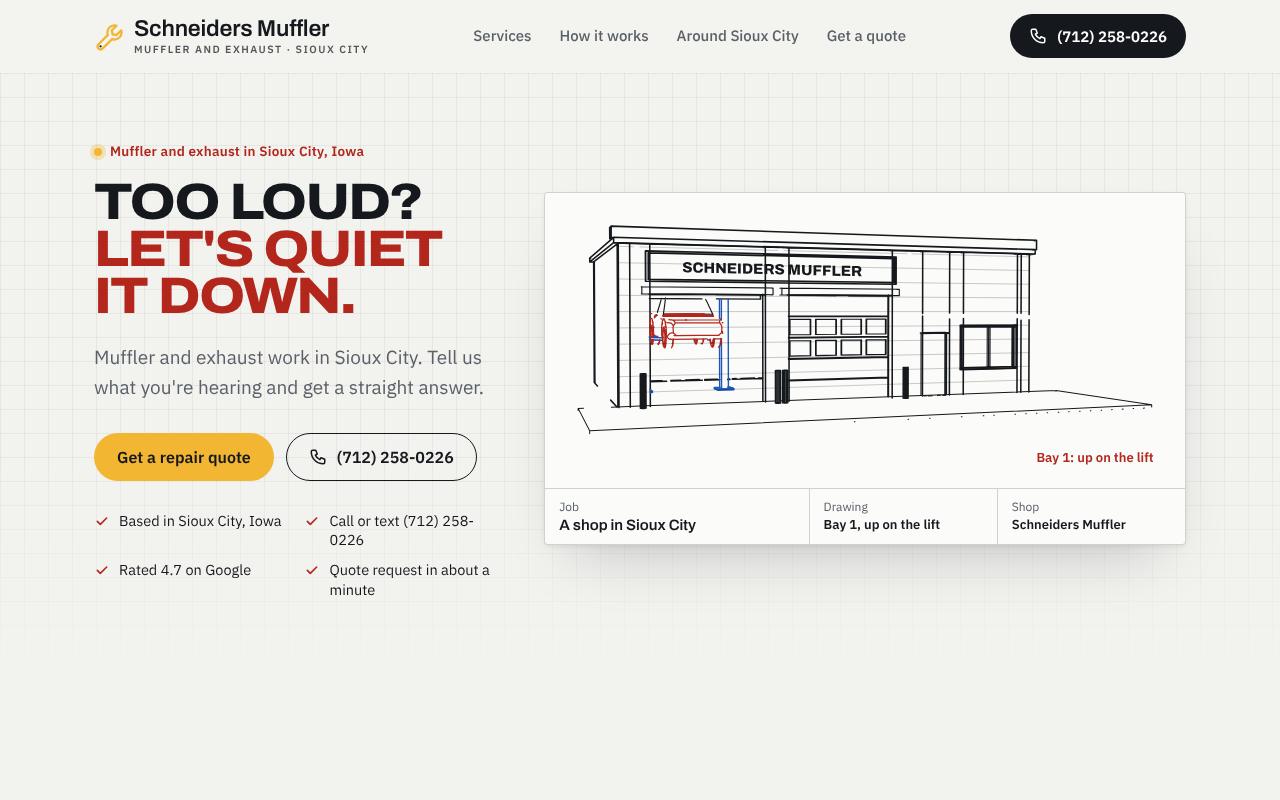 Schneiders Muffler
MUFFLER AND EXHAUST · SIOUX CITY
Services
How it works
Around Sioux City
Get a quote
(712) 258-0226
Muffler and exhaust in Sioux City, Iowa
TOO LOUD?
LET'S QUIET
IT DOWN.
Muffler and exhaust work in Sioux City. Tell us
what you're hearing and get a straight answer.
Get a repair quote
(712) 258-0226
Based in Sioux City, Iowa
Call or text (712) 258-
0226
Rated 4.7 on Google
Quote request in about a
minute
SCHNEIDERS MUFFLER
Bay 1: up on the lift
Job
A shop in Sioux City
Drawing
Bay 1, up on the lift
Shop
Schneiders Muffler